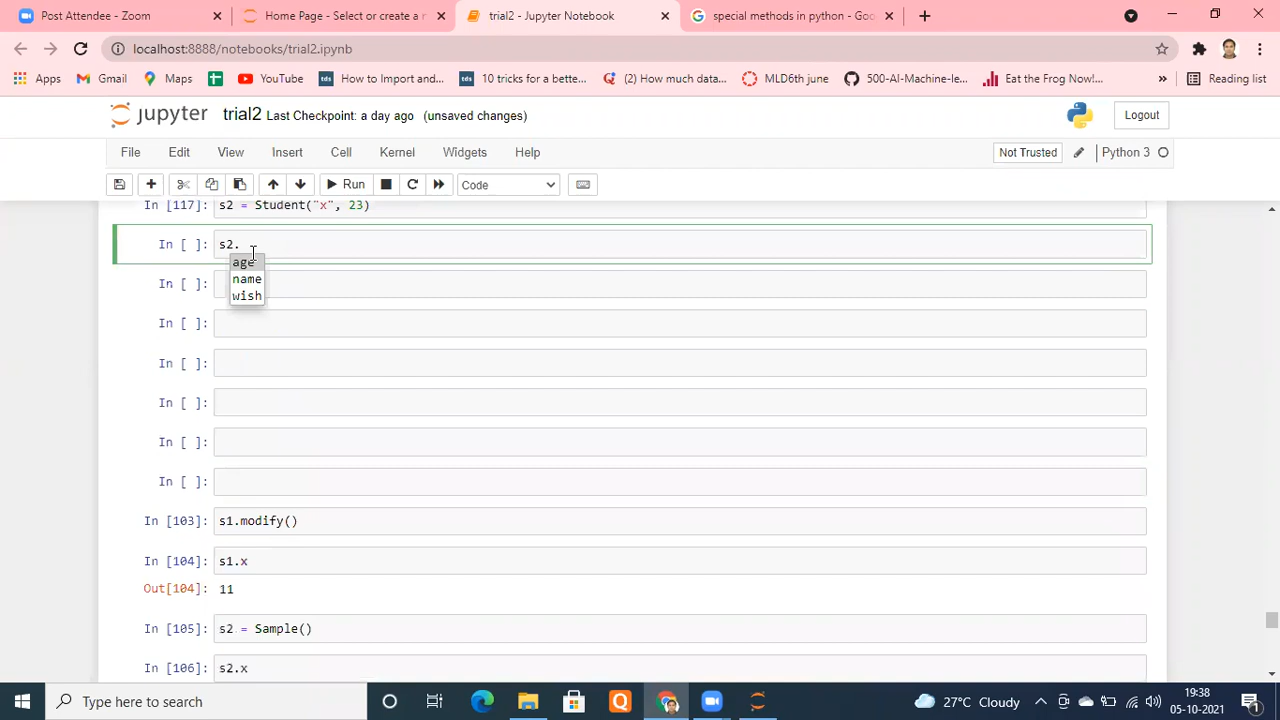 Post Attendee - Zoom
Home Page - Select or create a n
trial2 - Jupyter Notebook
special methods in python - Goo
localhost:8888/notebooks/trial2.ipynb
Apps
Gmail
Maps
YouTube
tds
How to Import and...
tds
10 tricks for a bette...
(2) How much data...
MLD6th june
500-AI-Machine-le...
Eat the Frog Now!...
»
Reading list
jupyter
trial2 Last Checkpoint: a day ago (unsaved changes)
Logout
File
Edit
View
Insert
Cell
Kernel
Widgets
Help
Not Trusted
Python 3
Run
Code
In [117]: s2 = Student("x", 23)
In [ ]: s2.
age
name
wish
In [ ]:
In [ ]:
In [ ]:
In [ ]:
In [ ]:
In [ ]:
In [103]: s1.modify()
In [104]: s1.x
Out[104]: 11
In [105]: s2 = Sample()
In [106]: s2.x
Type here to search
27°C Cloudy
19:38
05-10-2021
1